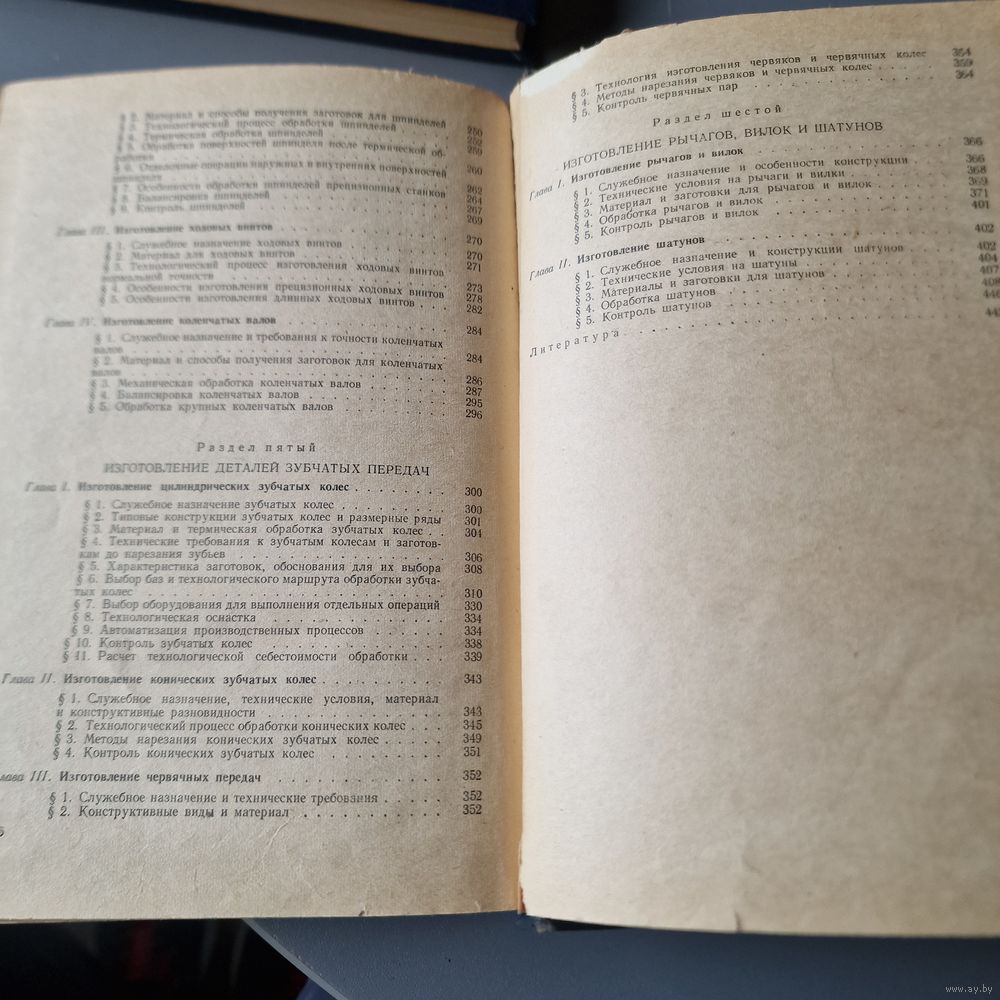 § 2. Материал и способы получения заготовок для шпинделей 250
§ 3. Технологический процесс обработки шпинделей 252
§ 4. Термическая обработка шпинделей 259
§ 5. Обработка поверхностей шпинделя после термической об-
работки 260
§ 6. Отделочные операции наружных и внутренних поверхностей
шпинделя 262
§ 7. Особенности обработки шпинделей прецизионных станков 264
§ 8. Балансировка шпинделей 267
Контроль шпинделей 269
Глава III. Изготовление ходовых винтов 270
§ 1. Служебное назначение ходовых винтов 270
§ 2. Материал для ходовых винтов 271
§ 3. Технологический процесс изготовления ходовых винтов
нормальной точности 273
§ 4. Особенности изготовления прецизионных ходовых винтов 278
§ 5. Особенности изготовления длинных ходовых винтов 282
Глава IV. Изготовление коленчатых валов 284
§ 1. Служебное назначение и требования к точности коленчатых
валов 284
§ 2. Материал и способы получения заготовок для коленчатых
валов 286
§ 3. Механическая обработка коленчатых валов 287
§ 4. Балансировка коленчатых валов 295
§ 5. Обработка крупных коленчатых валов 296
Раздел пятый
ИЗГОТОВЛЕНИЕ ДЕТАЛЕЙ ЗУБЧАТЫХ ПЕРЕДАЧ
Глава I. Изготовление цилиндрических зубчатых колес 300
§ 1. Служебное назначение зубчатых колес 300
§ 2. Типовые конструкции зубчатых колес и размерные ряды 301
§ 3. Материал и термическая обработка зубчатых колес 304
§ 4. Технические требования к зубчатым колесам и заготов-
кам до нарезания зубьев 306
§ 5. Характеристика заготовок, обоснования для их выбора 308
§ 6. Выбор баз и технологического маршрута обработки зубча-
тых колес 310
§ 7. Выбор оборудования для выполнения отдельных операций 330
§ 8. Технологическая оснастка 334
§ 9. Автоматизация производственных процессов 334
§ 10. Контроль зубчатых колес 338
§ 11. Расчет технологической себестоимости обработки 339
Глава II. Изготовление конических зубчатых колес 343
§ 1. Служебное назначение, технические условия, материал
и конструктивные разновидности 343
§ 2. Технологический процесс обработки конических колес 345
§ 3. Методы нарезания конических зубчатых колес 349
§ 4. Контроль конических зубчатых колес 351
лава III. Изготовление червячных передач 352
§ 1. Служебное назначение и технические требования 352
§ 2. Конструктивные виды и материал 352
§ 3. Технология изготовления червяков и червячных колес 354
§ 4. Методы нарезания червяков и червячных колес 359
§ 5. Контроль червячных пар 364
Раздел шестой
ИЗГОТОВЛЕНИЕ РЫЧАГОВ, ВИЛОК И ШАТУНОВ
Глава I. Изготовление рычагов и вилок 366
§ 1. Служебное назначение и особенности конструкции 366
§ 2. Технические условия на рычаги и вилки 368
§ 3. Материал и заготовки для рычагов и вилок 369
§ 4. Обработка рычагов и вилок 371
§ 5. Контроль рычагов и вилок 401
Глава II. Изготовление шатунов 402
§ 1. Служебное назначение и конструкции шатунов 402
§ 2. Технические условия на шатуны 404
§ 3. Материалы и заготовки для шатунов 407
§ 4. Обработка шатунов 408
§ 5. Контроль шатунов
Литература
www.ay.by